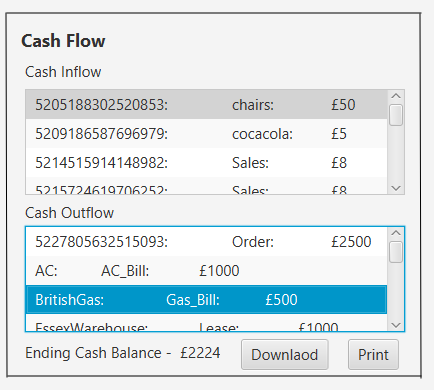 Cash Flow
Cash Inflow
5205188302520853: chairs: £50
5209186587696979: cocacola: £5
5214515914148982: Sales: £8
5215724619706252: Sales: £8
Cash Outflow
5227805632515093: Order: £2500
AC: AC_Bill: £1000
BritishGas: Gas_Bill: £500
EssexWarehouse: Lease: £1000
Ending Cash Balance - £2224 Downlaod Print